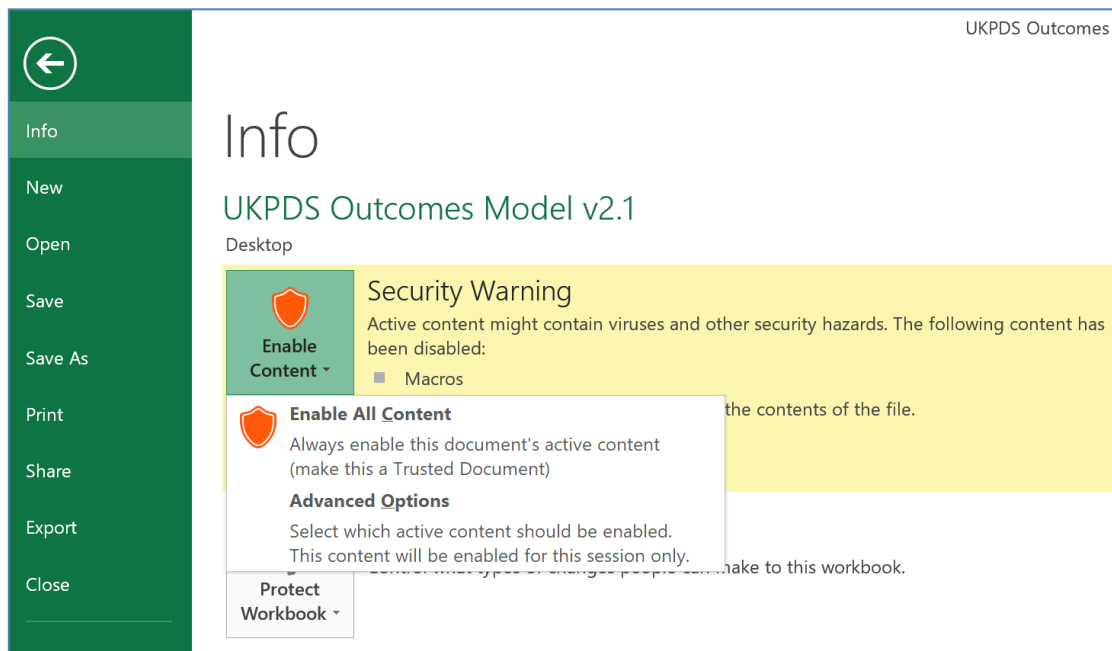 UKPDS Outcomes
Info
New
Open
Save
Save As
Print
Share
Export
Close
Info
UKPDS Outcomes Model v2.1
Desktop
Enable
Content
Security Warning
Active content might contain viruses and other security hazards. The following content has
been disabled:
Macros
the contents of the file.
Enable All Content
Always enable this document's active content
(make this a Trusted Document)
Advanced Options
Select which active content should be enabled.
This content will be enabled for this session only.
Protect
Workbook
make to this workbook.